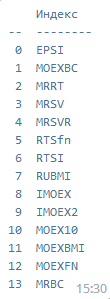 Индекс
-- --------
0 EPSI
1 MOEXBC
2 MRRT
3 MRSV
4 MRSVR
5 RTSfn
6 RTSI
7 RUBMI
8 IMOEX
9 IMOEX2
10 MOEX10
11 MOEXBMI
12 MOEXFN
13 MRBC
15:30